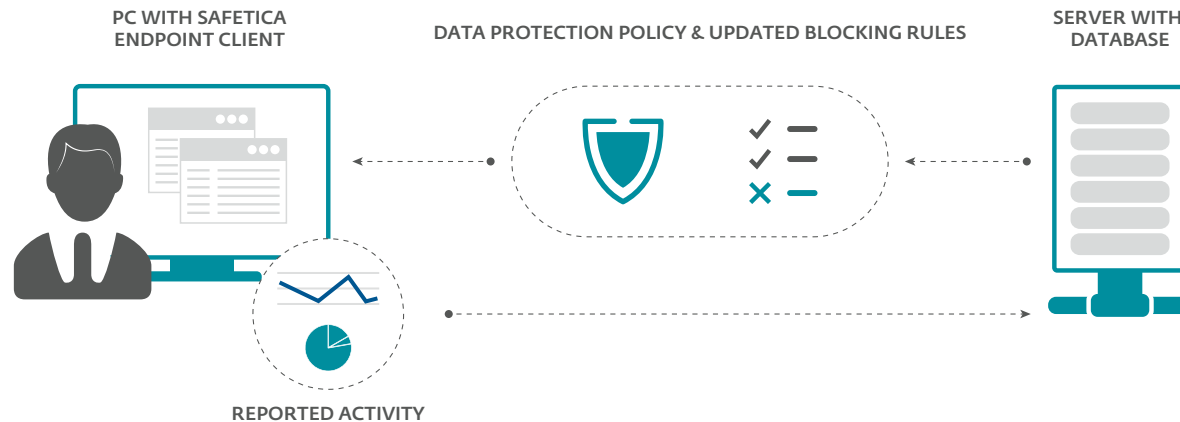 PC WITH SAFETICA
ENDPOINT CLIENT
DATA PROTECTION POLICY & UPDATED BLOCKING RULES
SERVER WITH
DATABASE
REPORTED ACTIVITY